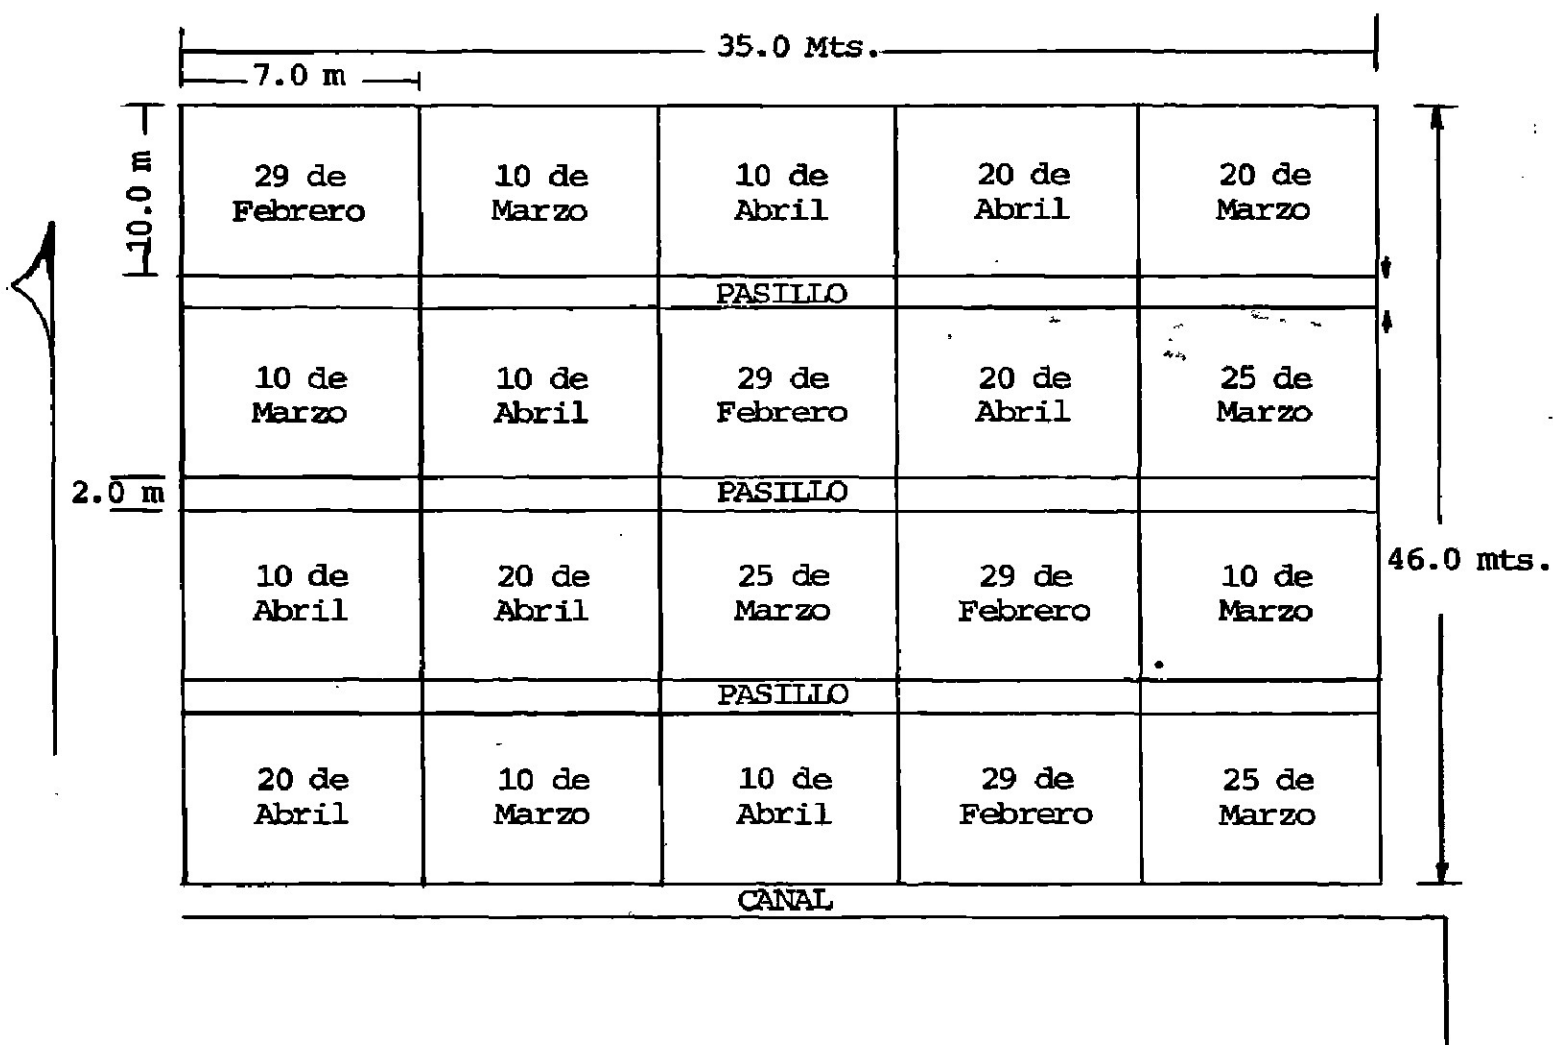 35.0 Mts.
7.0 m
10.0 m
29 de
Febrero
10 de
Marzo
10 de
Abril
20 de
Abril
20 de
Marzo
PASILLO
10 de
Marzo
10 de
Abril
29 de
Febrero
20 de
Abril
25 de
Marzo
2.0 m
PASILLO
10 de
Abril
20 de
Abril
25 de
Marzo
29 de
Febrero
10 de
Marzo
46.0 mts.
PASILLO
20 de
Abril
10 de
Marzo
10 de
Abril
29 de
Febrero
25 de
Marzo
CANAL